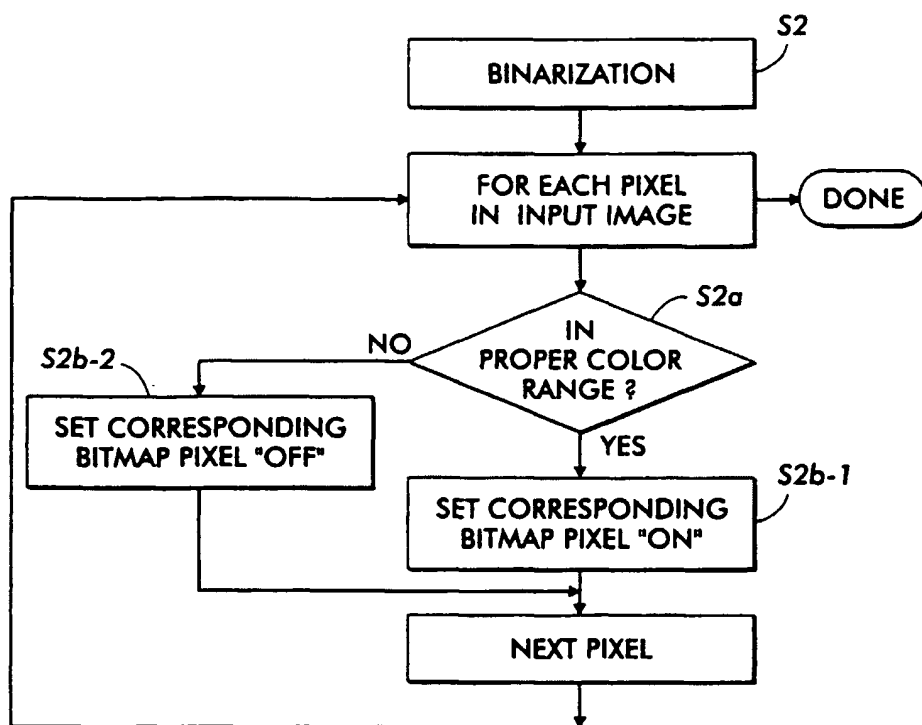 S2
BINARIZATION
FOR EACH PIXEL
IN INPUT IMAGE
DONE
S2a
IN
PROPER COLOR
RANGE ?
NO
S2b-2
SET CORRESPONDING
BITMAP PIXEL "OFF"
YES
S2b-1
SET CORRESPONDING
BITMAP PIXEL "ON"
NEXT PIXEL